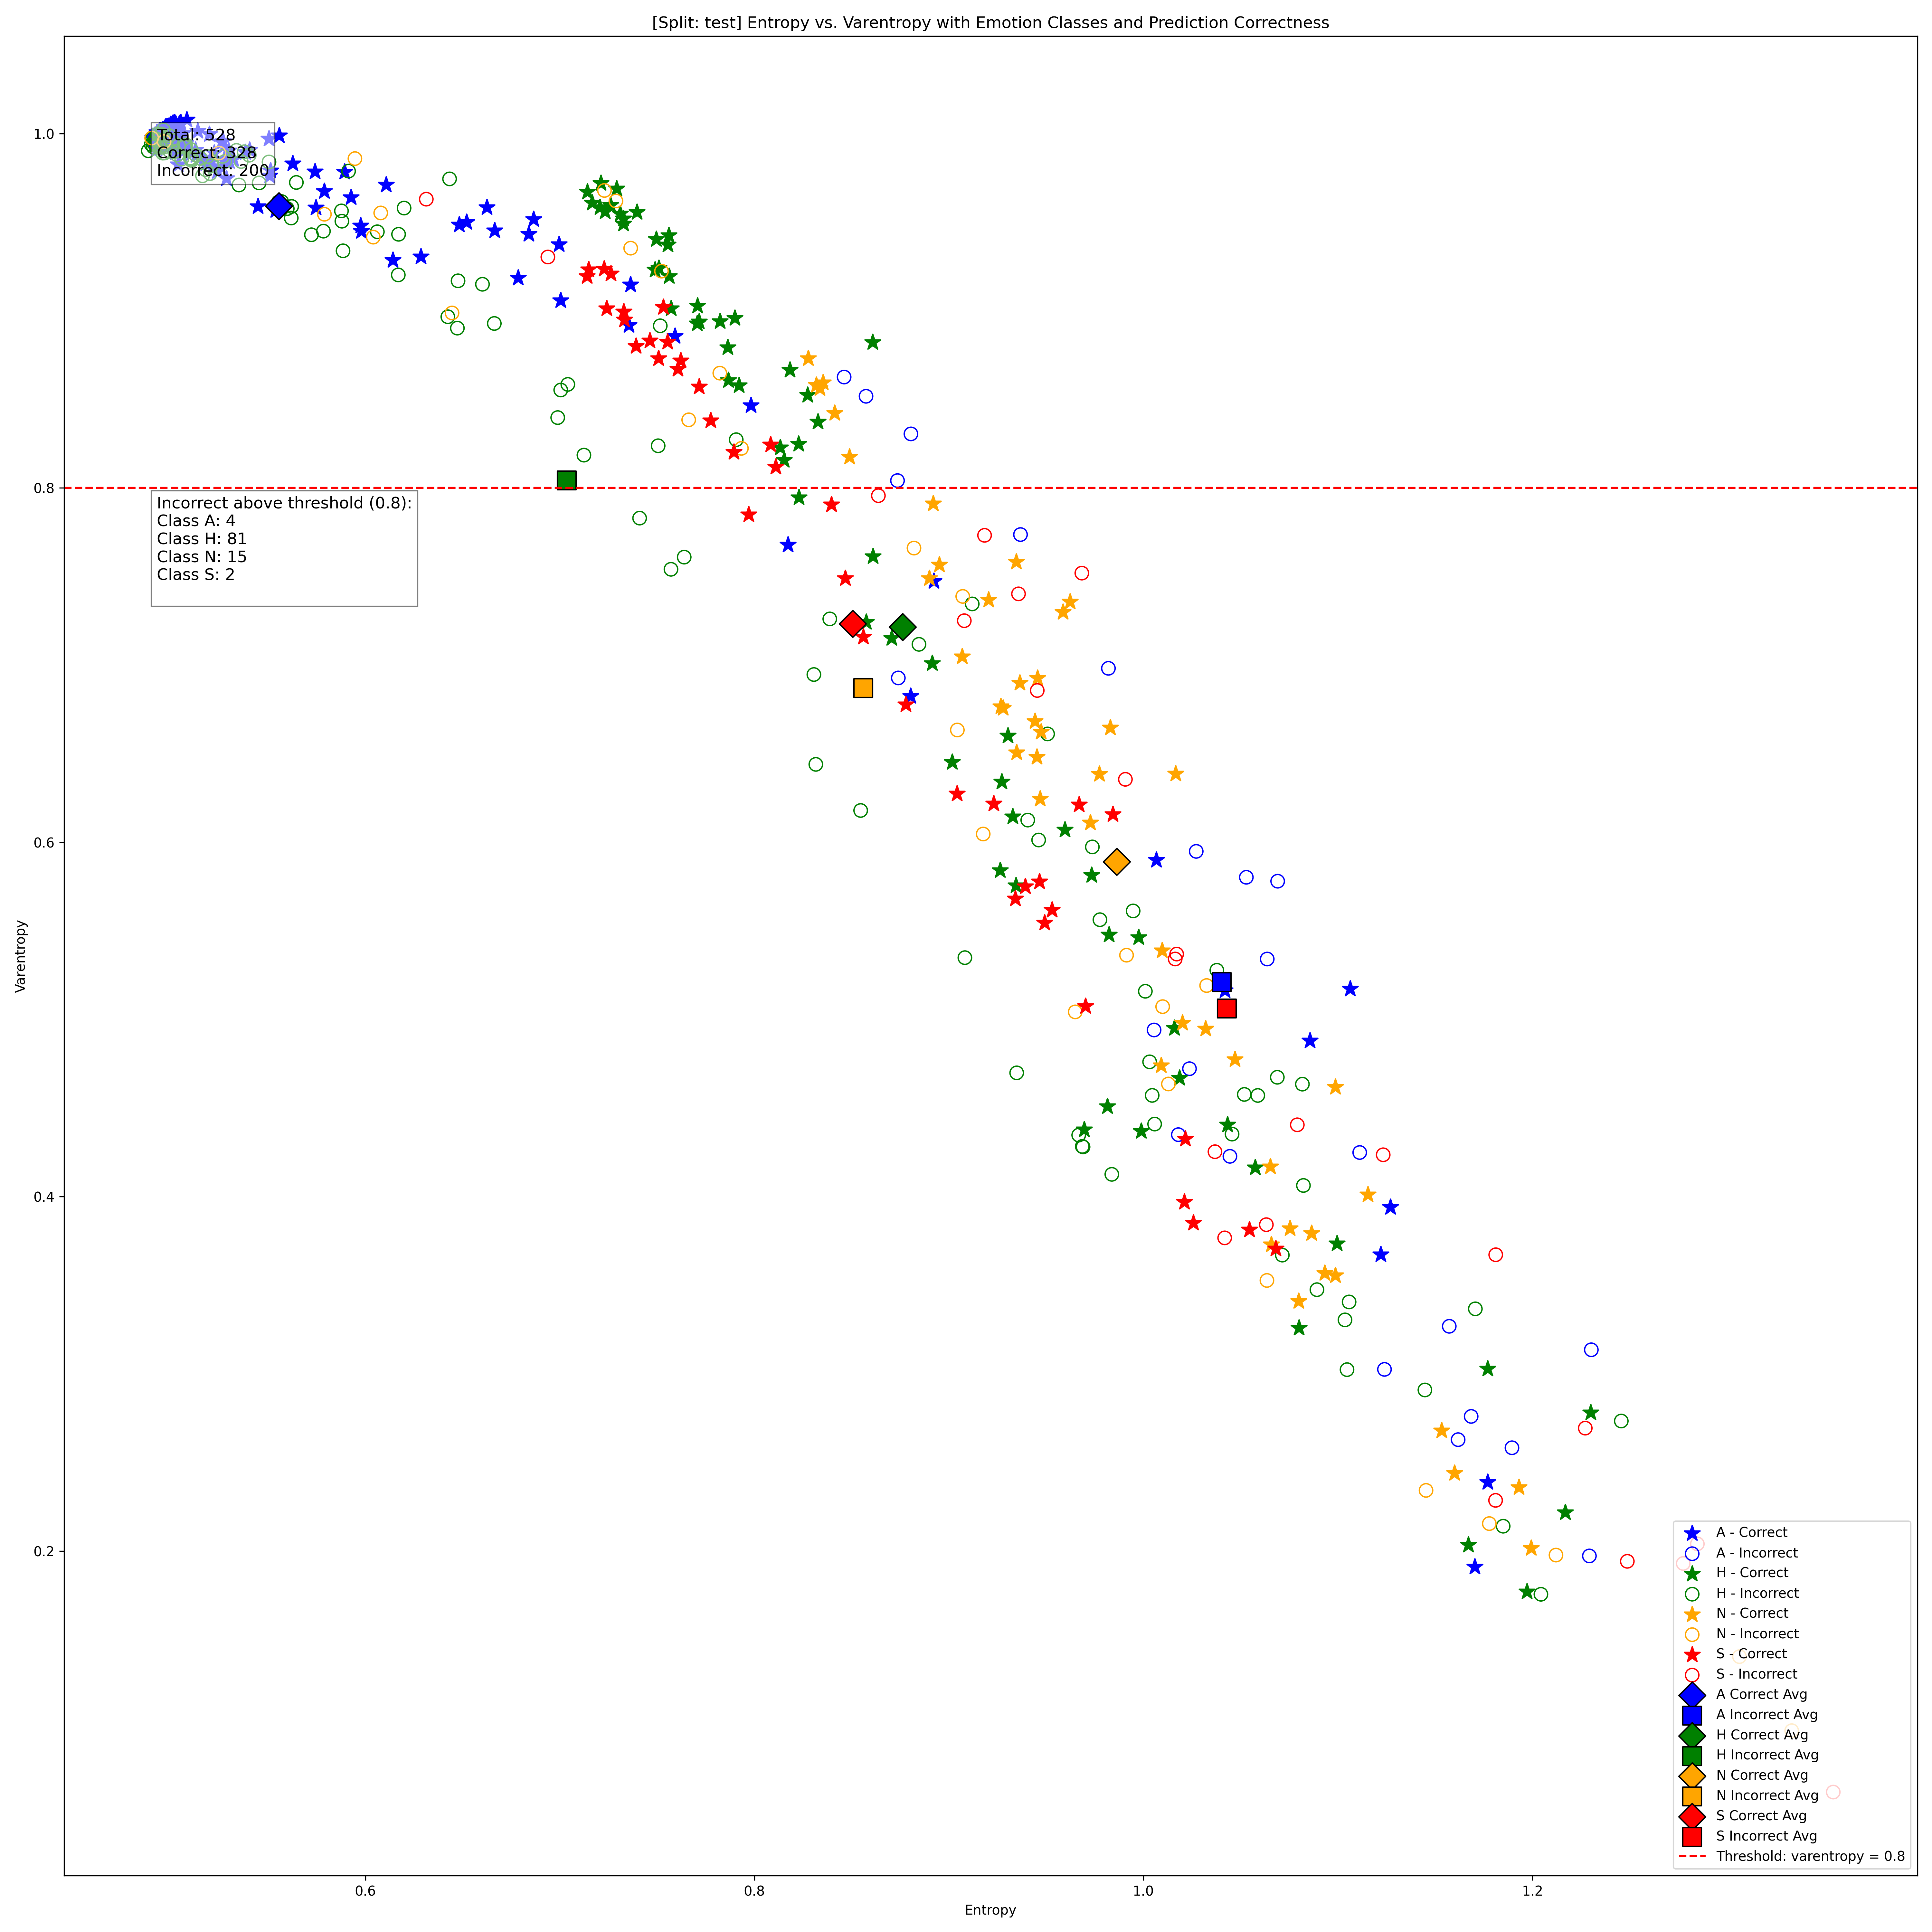 [Split: test] Entropy vs. Varentropy with Emotion Classes and Prediction Correctness
Varentropy
1.0
0.8
0.6
0.4
0.2
Total: 528
Correct: 328
Incorrect: 200
Incorrect above threshold (0.8):
Class A: 4
Class H: 81
Class N: 15
Class S: 2
A - Correct
A - Incorrect
H - Correct
H - Incorrect
N - Correct
N - Incorrect
S - Correct
S - Incorrect
A Correct Avg
A Incorrect Avg
H Correct Avg
H Incorrect Avg
N Correct Avg
N Incorrect Avg
S Correct Avg
S Incorrect Avg
Threshold: varentropy = 0.8
0.6
0.8
1.0
1.2
Entropy